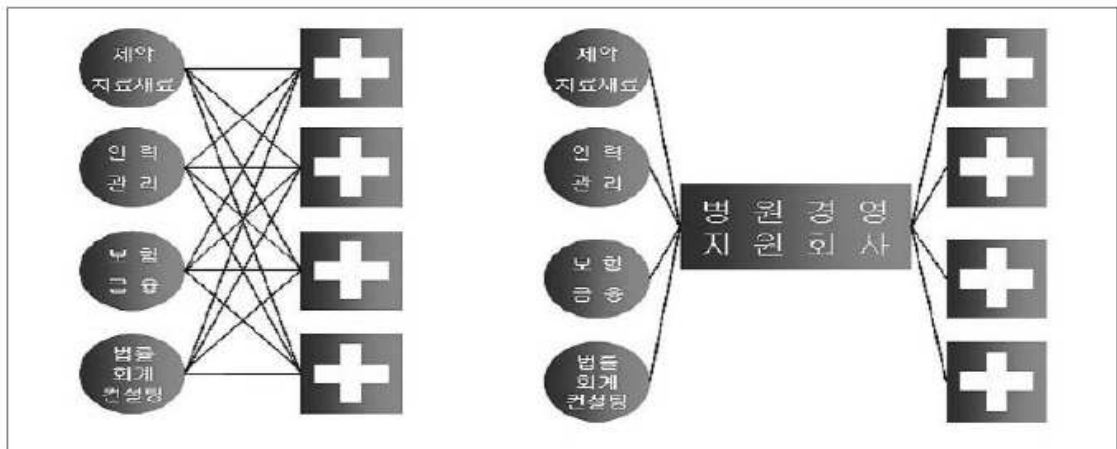 제약
치료재료
인 력
관 리
보 험
금 융
법률
회계
컨설팅
제약
치료재료
인 력
관 리
보 험
금 융
법률
회계
컨설팅
병 원 경 영
지 원 회 사